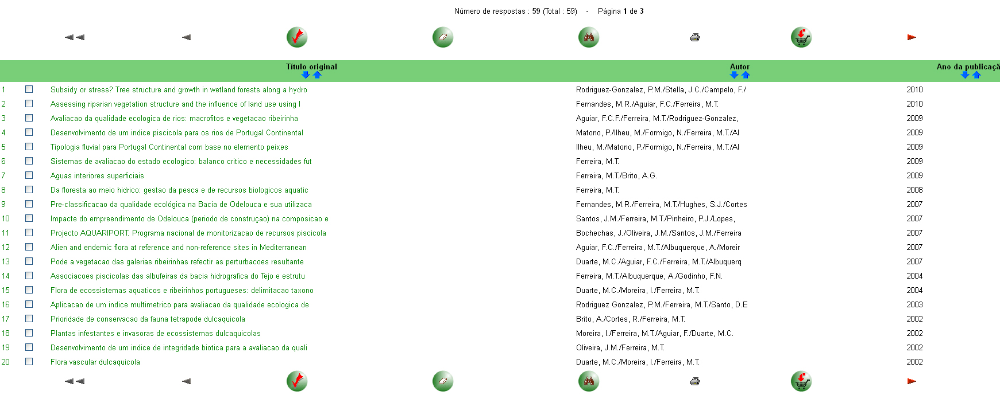 Número de respostas : 59 (Total : 59) - Página 1 de 3
Título original Autor Ano da publicaçã
1 Subsidy or stress? Tree structure and growth in wetland forests along a hydro Rodriguez-Gonzalez, P.M./Stella, J.C./Campelo, F./ 2010
2 Assessing riparian vegetation structure and the influence of land use using l Fernandes, M.R./Aguiar, F.C./Ferreira, M.T. 2010
3 Avaliacao da qualidade ecologica de rios: macrofitos e vegetacao ribeirinha Aguiar, F.C.F./Ferreira, M.T./Rodriguez-Gonzalez, 2009
4 Desenvolvimento de um indice piscicola para os rios de Portugal Continental Matono, P./Ilheu, M./Formigo, N./Ferreira, M.T./Al 2009
5 Tipologia fluvial para Portugal Continental com base no elemento peixes Ilheu, M./Matono, P./Formigo, N./Ferreira, M.T./Al 2009
6 Sistemas de avaliacao do estado ecologico: balanco critico e necessidades fut Ferreira, M.T. 2009
7 Aguas interiores superficiais Ferreira, M.T./Brito, A.G. 2009
8 Da floresta ao meio hidrico: gestao da pesca e de recursos biologicos aquatic Ferreira, M.T. 2008
9 Pre-classificacao da qualidade ecológica na Bacia de Odelouca e sua utilizaca Fernandes, M.R./Ferreira, M.T./Hughes, S.J./Cortes 2007
10 Impacte do empreendimento de Odelouca (periodo de construçao) na composicao e Santos, J.M./Ferreira, M.T./Pinheiro, P.J./Lopes, 2007
11 Projecto AQUARIPORT. Programa nacional de monitorizacao de recursos piscicola Bochechas, J./Oliveira, J.M./Santos, J.M./Ferreira 2007
12 Alien and endemic flora at reference and non-reference sites in Mediterranean Aguiar, F.C./Ferreira, M.T./Albuquerque, A./Moreir 2007
13 Pode a vegetacao das galerias ribeirinhas refectir as perturbacoes resultante Duarte, M.C./Aguiar, F.C./Ferreira, M.T./Albuquerq 2007
14 Associacoes piscicolas das albufeiras da bacia hidrografica do Tejo e estrutu Ferreira, M.T./Albuquerque, A./Godinho, F.N. 2004
15 Flora de ecossistemas aquaticos e ribeirinhos portugueses: delimitacao taxono Duarte, M.C./Moreira, I./Ferreira, M.T. 2004
16 Aplicacao de um indice multimetrico para avaliacao da qualidade ecologica de Rodriguez Gonzalez, P.M./Ferreira, M.T./Santo, D.E 2003
17 Prioridade de conservacao da fauna tetrapode dulcaquicola Brito, A./Cortes, R./Ferreira, M.T. 2002
18 Plantas infestantes e invasoras de ecossistemas dulcaquicolas Moreira, I./Ferreira, M.T./Aguiar, F./Duarte, M.C. 2002
19 Desenvolvimento de um indice de integridade biotica para a avaliacao da quali Oliveira, J.M./Ferreira, M.T. 2002
20 Flora vascular dulcaquicola Duarte, M.C./Moreira, I./Ferreira, M.T. 2002